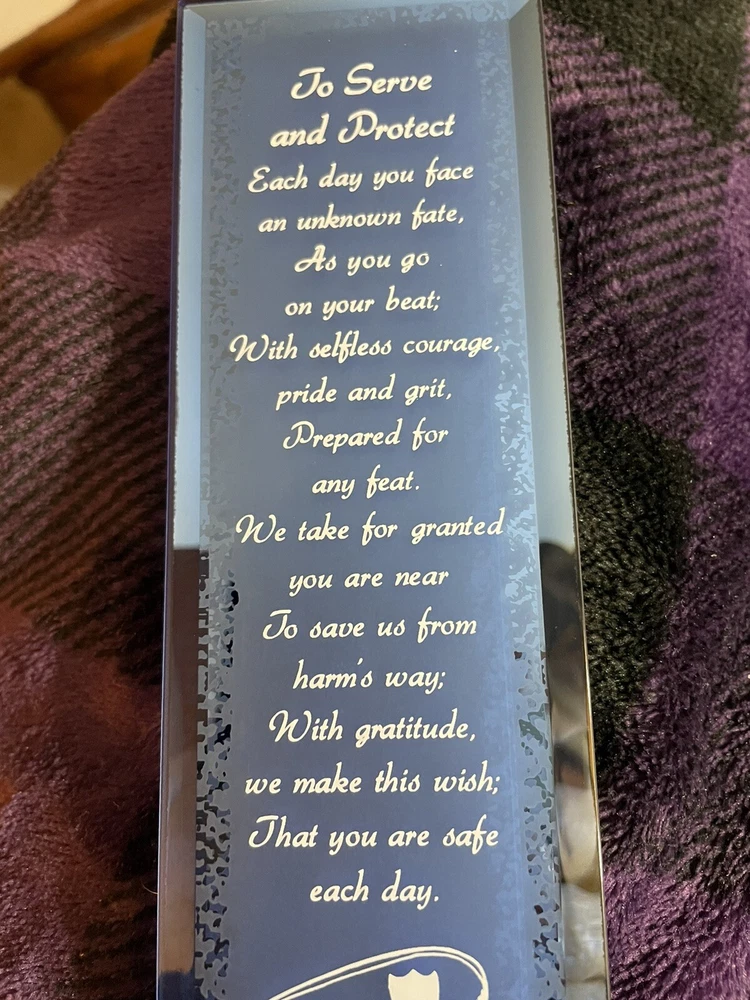 To Serve
and Protect
Each day you face
an unknown fate,
As you go
on your beat;
With selfless courage,
pride and grit,
Prepared for
any feat.
We take for granted
you are near
To save us from
harm's way;
With gratitude,
we make this wish;
That you are safe
each day.